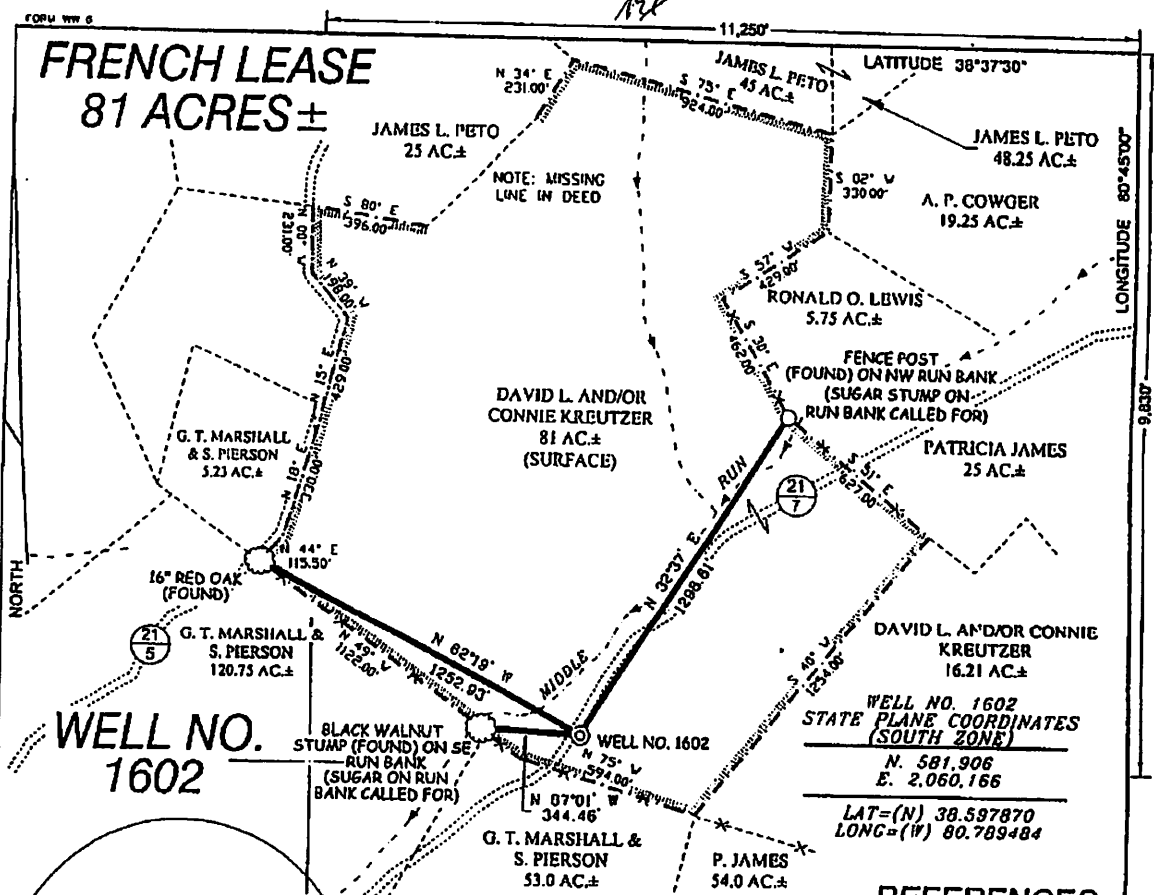 FORM WW 6
11,250'
FRENCH LEASE
81 ACRES±
LATITUDE 38°37'30"
LONGITUDE 80°45'00"
9,830'
NORTH
N 34° E
231.00'
S 75° E
924.00'
JAMES L. PETO
45 AC.±
JAMES L. PETO
25 AC.±
JAMES L. PETO
48.25 AC.±
NOTE: MISSING
LINE IN DEED
S 02° W
330.00'
A. P. COWGER
19.25 AC.±
S 80° E
396.00'
N 00° W
231.00'
N 39° W
198.00'
S 57° W
429.00'
RONALD O. LEWIS
5.75 AC.±
S 30° E
462.00'
FENCE POST
(FOUND) ON NW RUN BANK
(SUGAR STUMP ON
RUN BANK CALLED FOR)
N 15° E
429.00'
DAVID L. AND/OR
CONNIE KREUTZER
81 AC.±
(SURFACE)
G. T. MARSHALL
& S. PIERSON
5.23 AC.±
PATRICIA JAMES
25 AC.±
S 51° E
627.00'
RUN
21
7
N 18° E
330.00'
N 44° E
115.50'
16" RED OAK
(FOUND)
N 32°37' E
1298.61'
21
5
G. T. MARSHALL &
S. PIERSON
120.75 AC.±
N 49° W
1122.00'
N 62°19' W
1252.93'
MIDDLE
S 40° W
1254.00'
DAVID L. AND/OR CONNIE
KREUTZER
16.21 AC.±
WELL NO.
1602
BLACK WALNUT
STUMP (FOUND) ON SE
RUN BANK
(SUGAR ON RUN
BANK CALLED FOR)
WELL NO. 1602
N 75° W
594.00'
N 87°01' W
344.46'
WELL NO. 1602
STATE PLANE COORDINATES
(SOUTH ZONE)
N. 581,906
E. 2,060,166
LAT=(N) 38.597870
LONG=(W) 80.789484
G. T. MARSHALL &
S. PIERSON
53.0 AC.±
P. JAMES
54.0 AC.±
REFERENCES